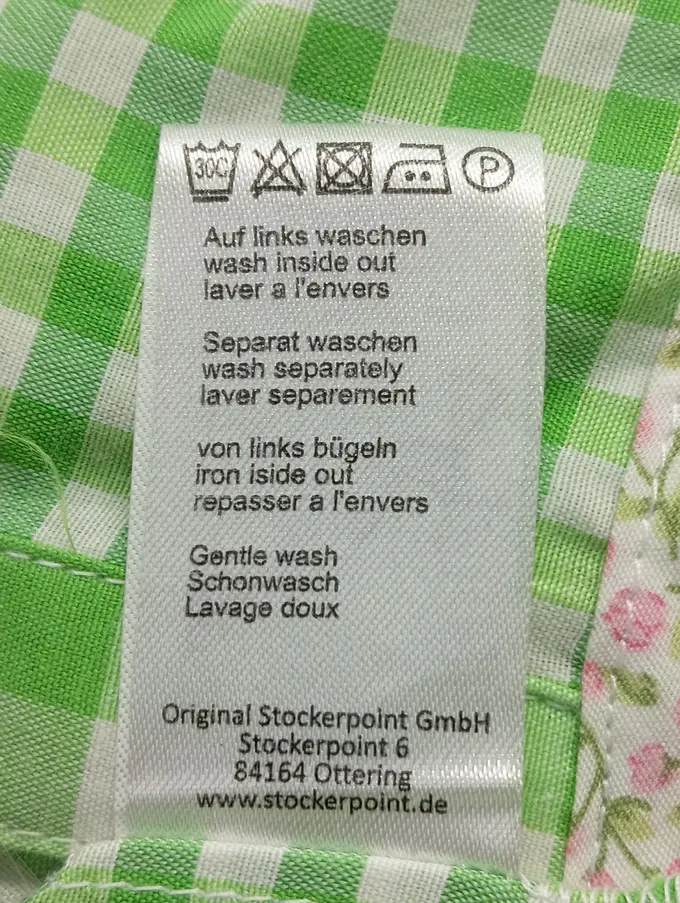 30C P
Auf links waschen
wash inside out
laver a l'envers
Separat waschen
wash separately
laver separement
von links bügeln
iron iside out
repasser a l'envers
Gentle wash
Schonwasch
Lavage doux
Original Stockerpoint GmbH
Stockerpoint 6
84164 Ottering
www.stockerpoint.de